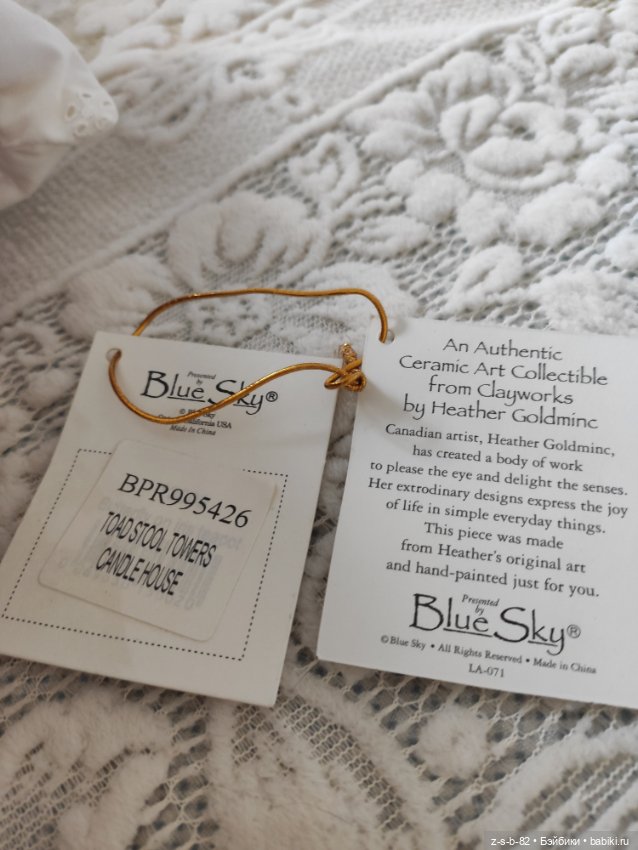 Presented
by
Blue Sky®
© Blue Sky
California USA
Made in China
BPR995426
TOAD STOOL TOWERS
CANDLE HOUSE
An Authentic
Ceramic Art Collectible
from Clayworks
by Heather Goldminc
Canadian artist, Heather Goldminc,
has created a body of work
to please the eye and delight the senses.
Her extrodinary designs express the joy
of life in simple everyday things.
This piece was made
from Heather's original art
and hand-painted just for you.
Presented
by
Blue Sky®
© Blue Sky • All Rights Reserved • Made in China
LA-071
z-s-b-82 • Бэйбики • babiki.ru